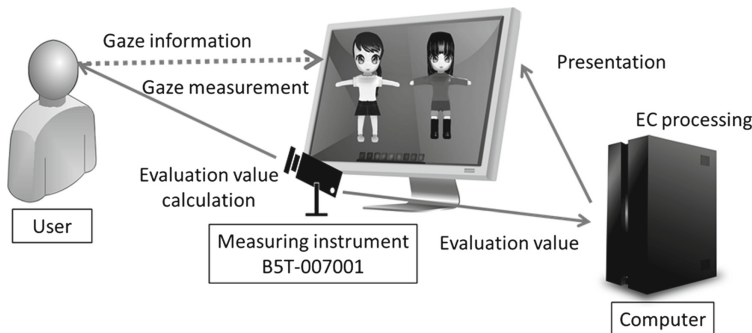 Gaze information
Gaze measurement
Presentation
EC processing
Evaluation value
calculation
User
Measuring instrument
B5T-007001
Evaluation value
Computer